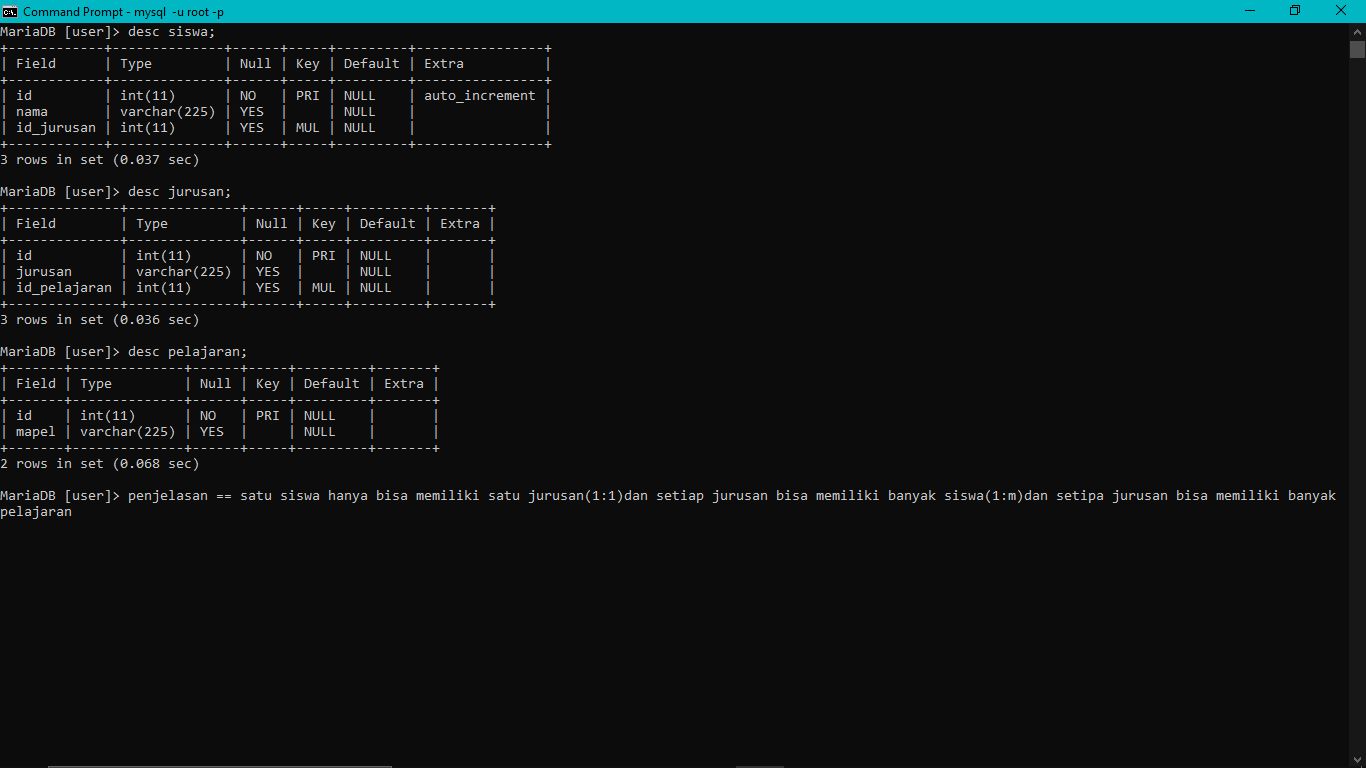 Command Prompt - mysql  -u root -p
MariaDB [user]> desc siswa;
+------------+--------------+------+-----+---------+----------------+
| Field      | Type         | Null | Key | Default | Extra          |
+------------+--------------+------+-----+---------+----------------+
| id         | int(11)      | NO   | PRI | NULL    | auto_increment |
| nama       | varchar(225) | YES  |     | NULL    |                |
| id_jurusan | int(11)      | YES  | MUL | NULL    |                |
+------------+--------------+------+-----+---------+----------------+
3 rows in set (0.037 sec)
MariaDB [user]> desc jurusan;
+--------------+--------------+------+-----+---------+-------+
| Field        | Type         | Null | Key | Default | Extra |
+--------------+--------------+------+-----+---------+-------+
| id           | int(11)      | NO   | PRI | NULL    |       |
| jurusan      | varchar(225) | YES  |     | NULL    |       |
| id_pelajaran | int(11)      | YES  | MUL | NULL    |       |
+--------------+--------------+------+-----+---------+-------+
3 rows in set (0.036 sec)
MariaDB [user]> desc pelajaran;
+-------+--------------+------+-----+---------+-------+
| Field | Type         | Null | Key | Default | Extra |
+-------+--------------+------+-----+---------+-------+
| id    | int(11)      | NO   | PRI | NULL    |       |
| mapel | varchar(225) | YES  |     | NULL    |       |
+-------+--------------+------+-----+---------+-------+
2 rows in set (0.068 sec)
MariaDB [user]> penjelasan == satu siswa hanya bisa memiliki satu jurusan(1:1)dan setiap jurusan bisa memiliki banyak siswa(1:m)dan setipa jurusan bisa memiliki banyak
pelajaran